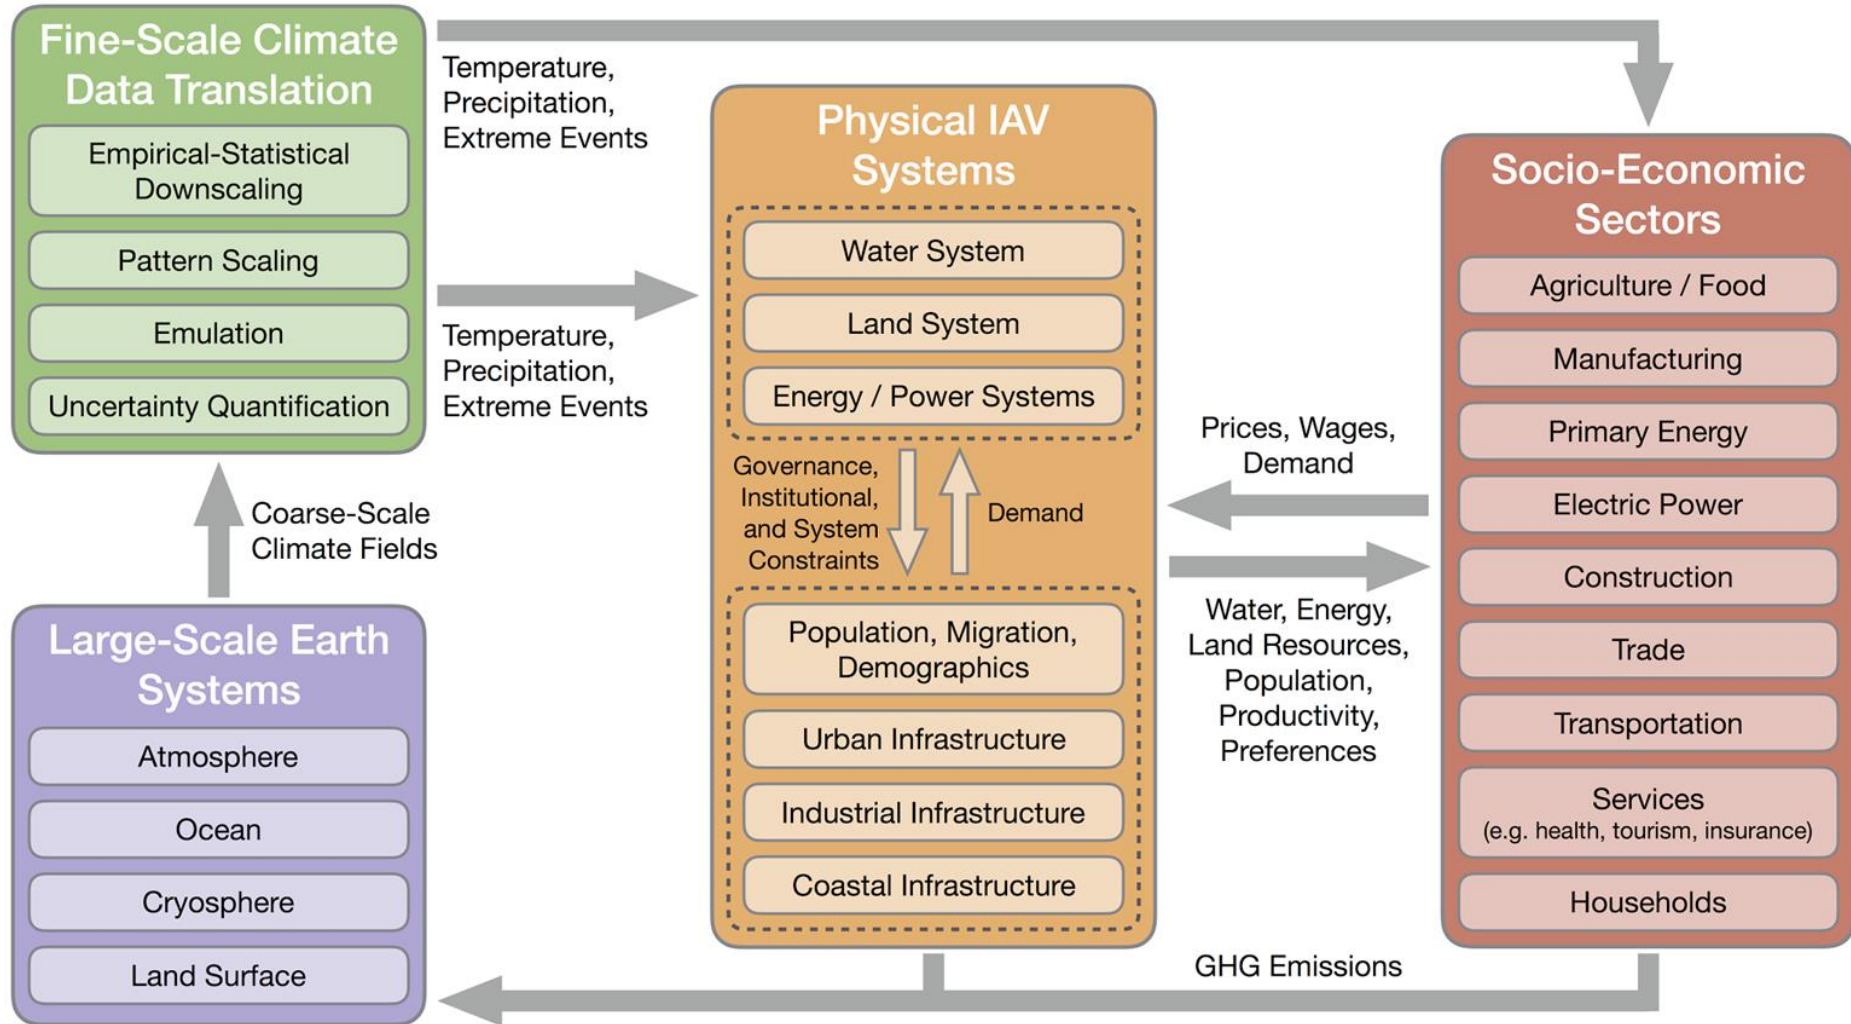 Fine-Scale Climate
Data Translation
Empirical-Statistical
Downscaling
Pattern Scaling
Emulation
Uncertainty Quantification
Temperature,
Precipitation,
Extreme Events
Temperature,
Precipitation,
Extreme Events
Coarse-Scale
Climate Fields
Large-Scale Earth
Systems
Atmosphere
Ocean
Cryosphere
Land Surface
Physical IAV
Systems
Water System
Land System
Energy / Power Systems
Governance,
Institutional,
and System
Constraints
Demand
Population, Migration,
Demographics
Urban Infrastructure
Industrial Infrastructure
Coastal Infrastructure
Prices, Wages,
Demand
Water, Energy,
Land Resources,
Population,
Productivity,
Preferences
Socio-Economic
Sectors
Agriculture / Food
Manufacturing
Primary Energy
Electric Power
Construction
Trade
Transportation
Services
(e.g. health, tourism, insurance)
Households
GHG Emissions